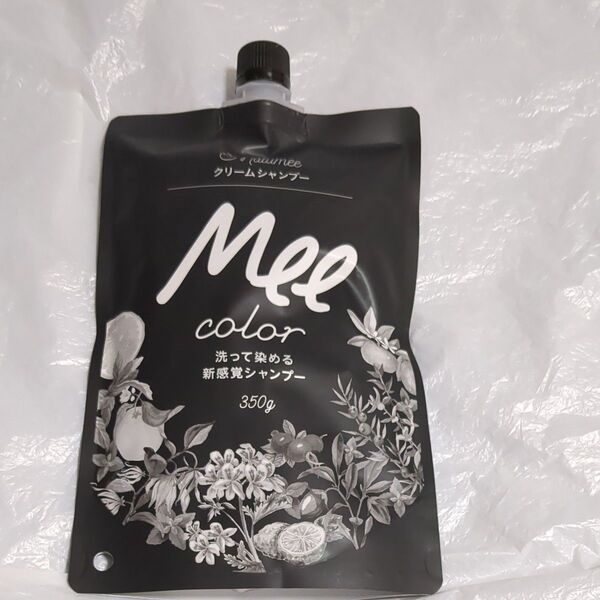 クリームシャンプー
Mee
color
洗って染める
新感覚シャンプー
350g